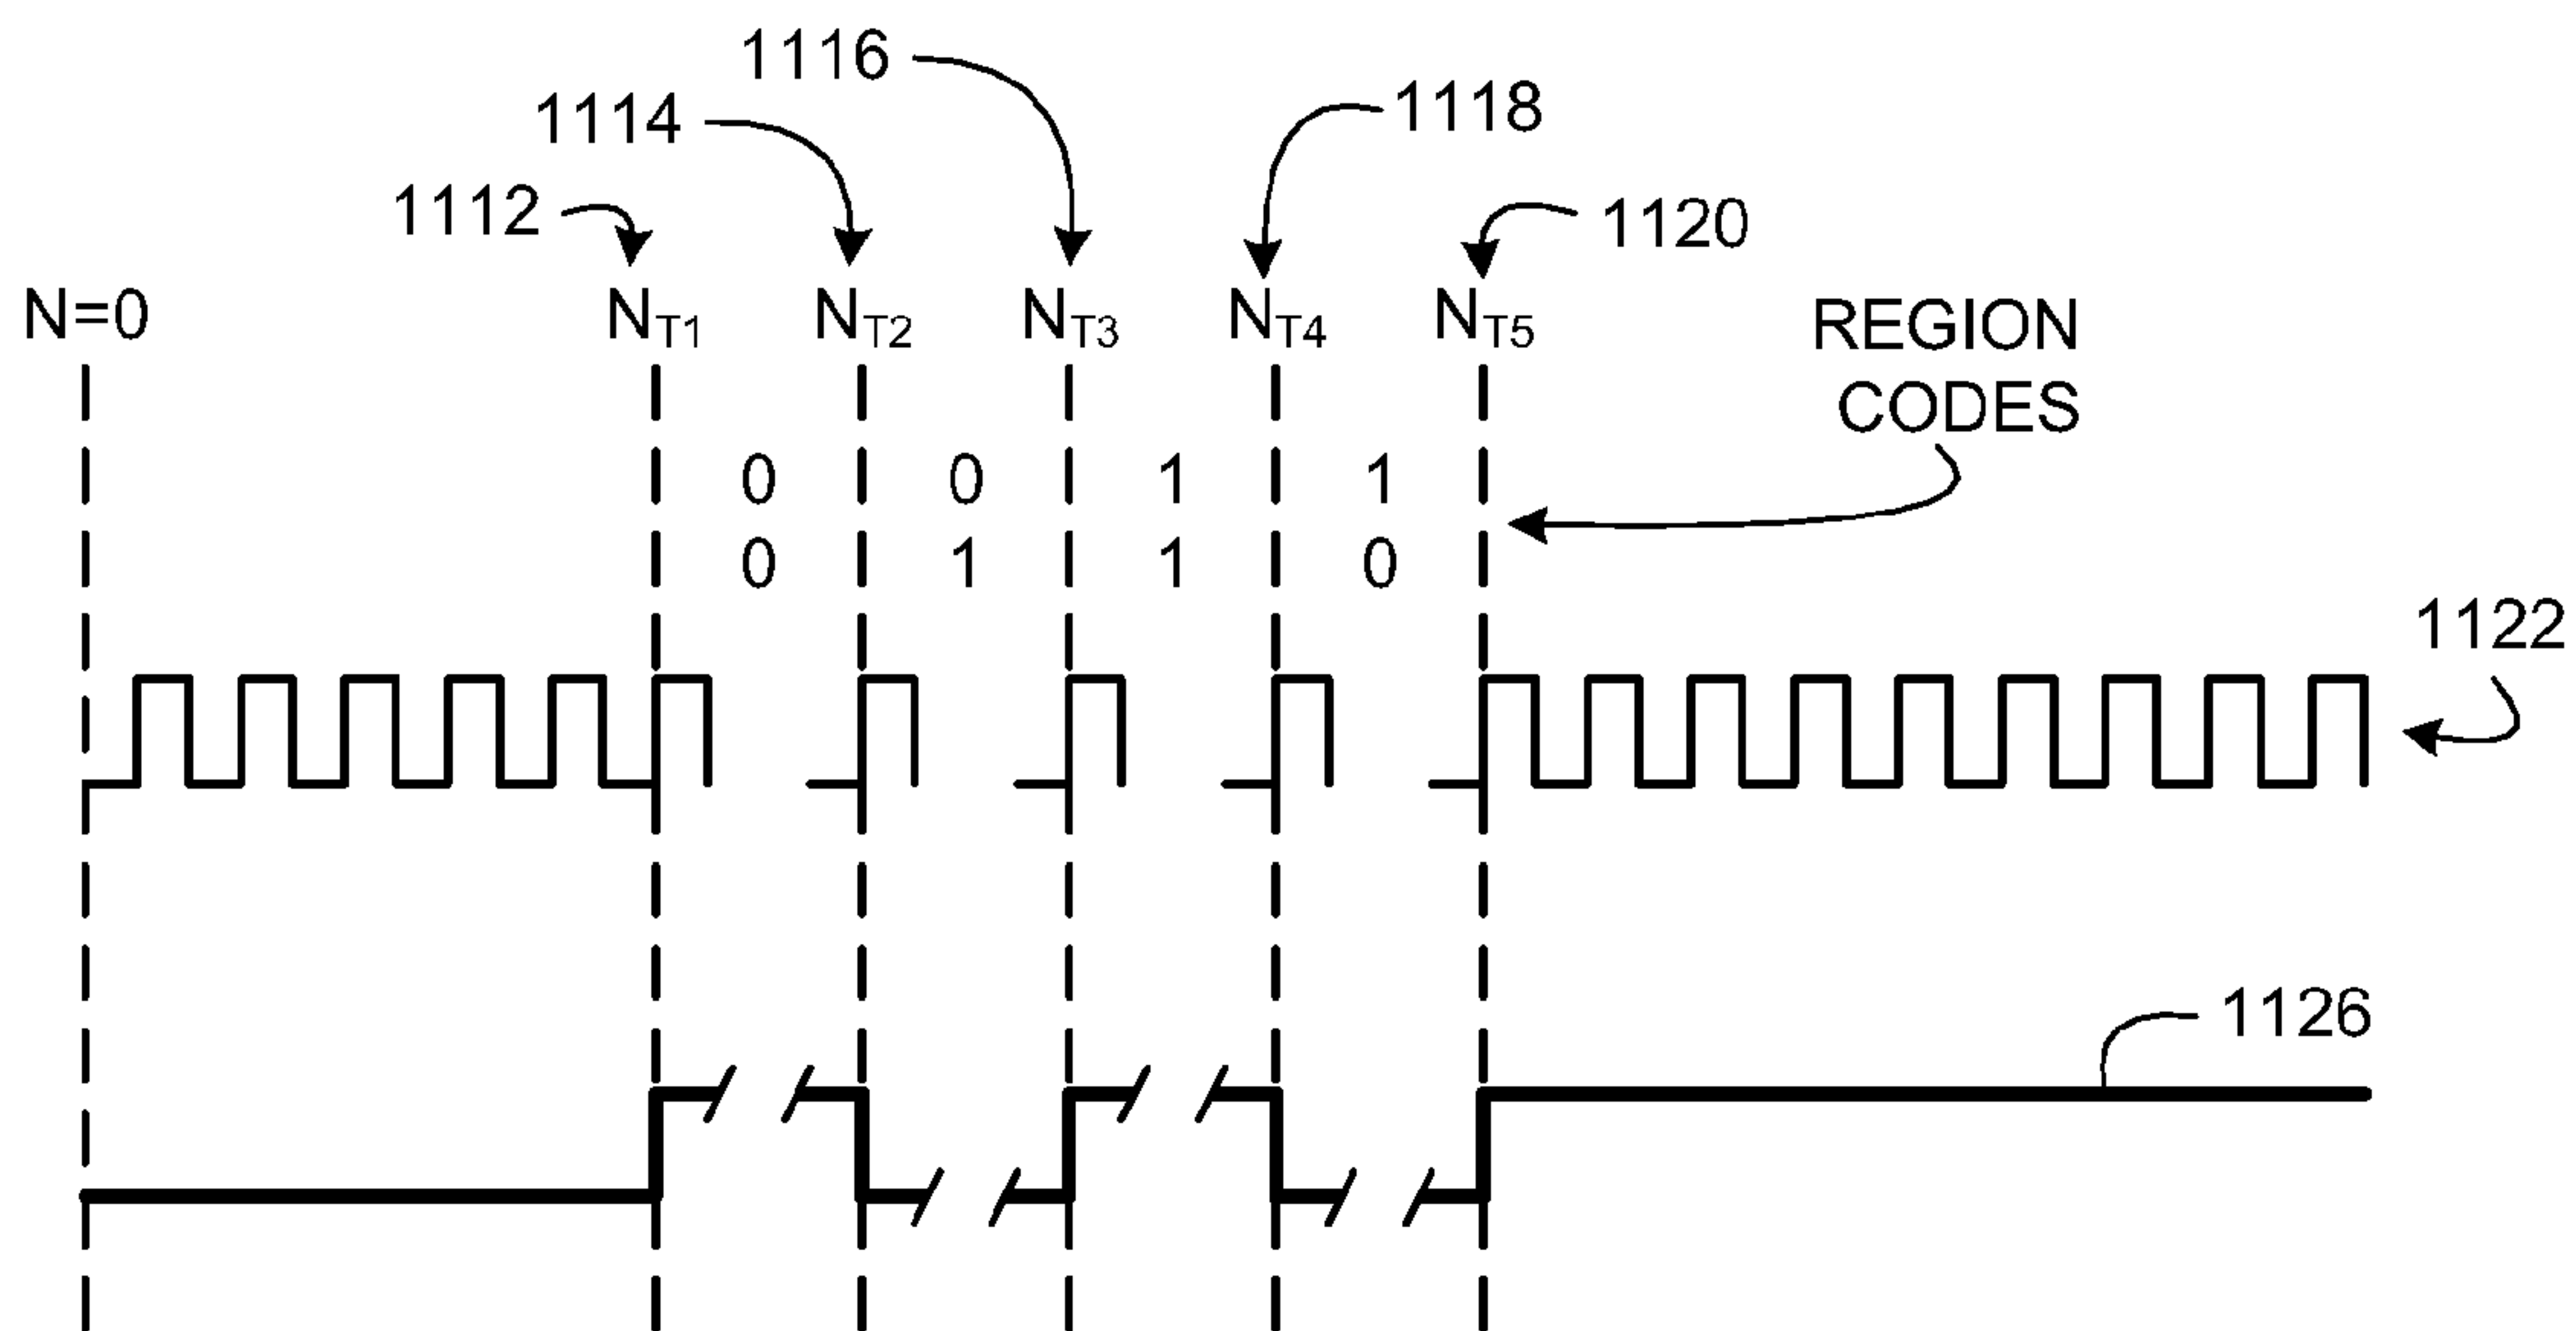 1116
1118
1114
1112
1120
N=0
NT1
NT2
NT3
NT4
NT5
REGION
CODES
0 0 1 1
0 1 1 0
1122
1126